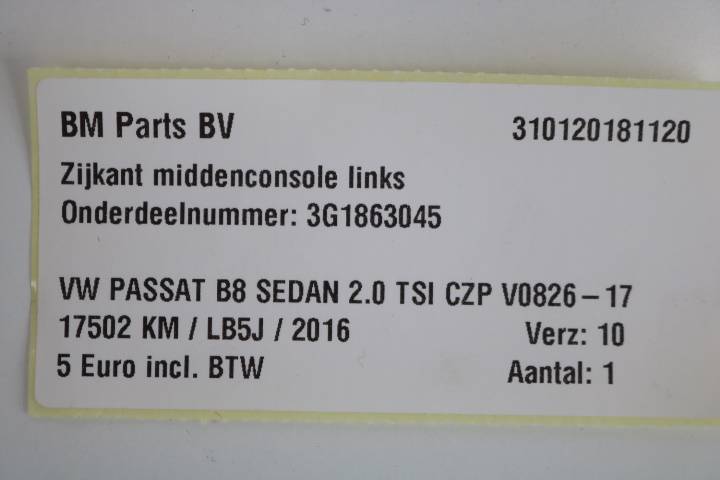 BM Parts BV 310120181120
Zijkant middenconsole links
Onderdeelnummer: 3G1863045
VW PASSAT B8 SEDAN 2.0 TSI CZP V0826-17
17502 KM / LB5J / 2016 Verz: 10
5 Euro incl. BTW Aantal: 1